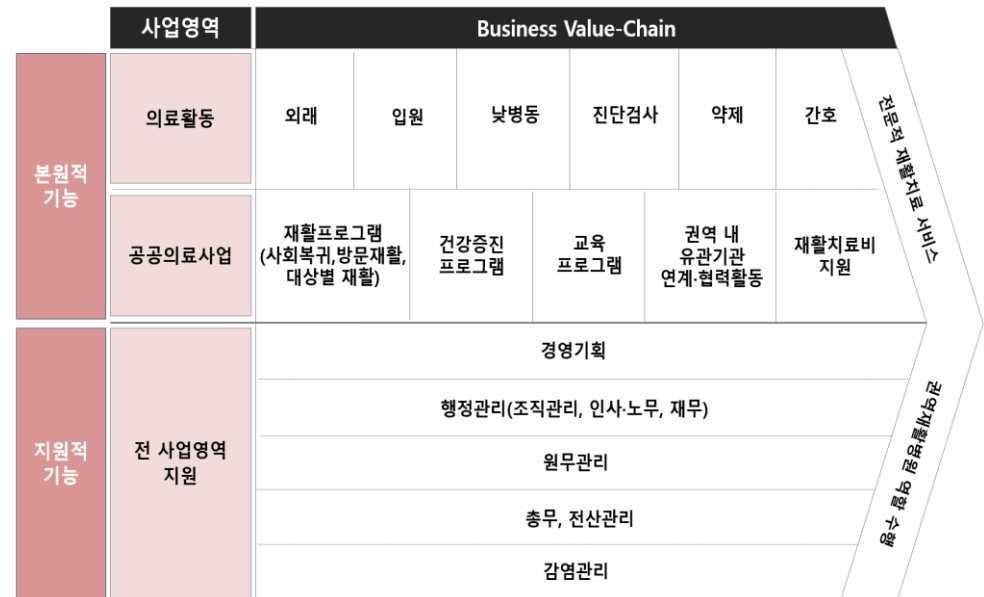 사업영역
Business Value-Chain
본원적
기능
의료활동
외래
입원
낮병동
진단검사
약제
간호
공공의료사업
재활프로그램
(사회복귀,방문재활,
대상별 재활)
건강증진
프로그램
교육
프로그램
권역 내
유관기관
연계·협력활동
재활치료비
지원
전문적 재활치료 서비스
지원적
기능
전 사업영역
지원
경영기획
행정관리(조직관리, 인사·노무, 재무)
원무관리
총무, 전산관리
감염관리
권역재활병원 역할 수행